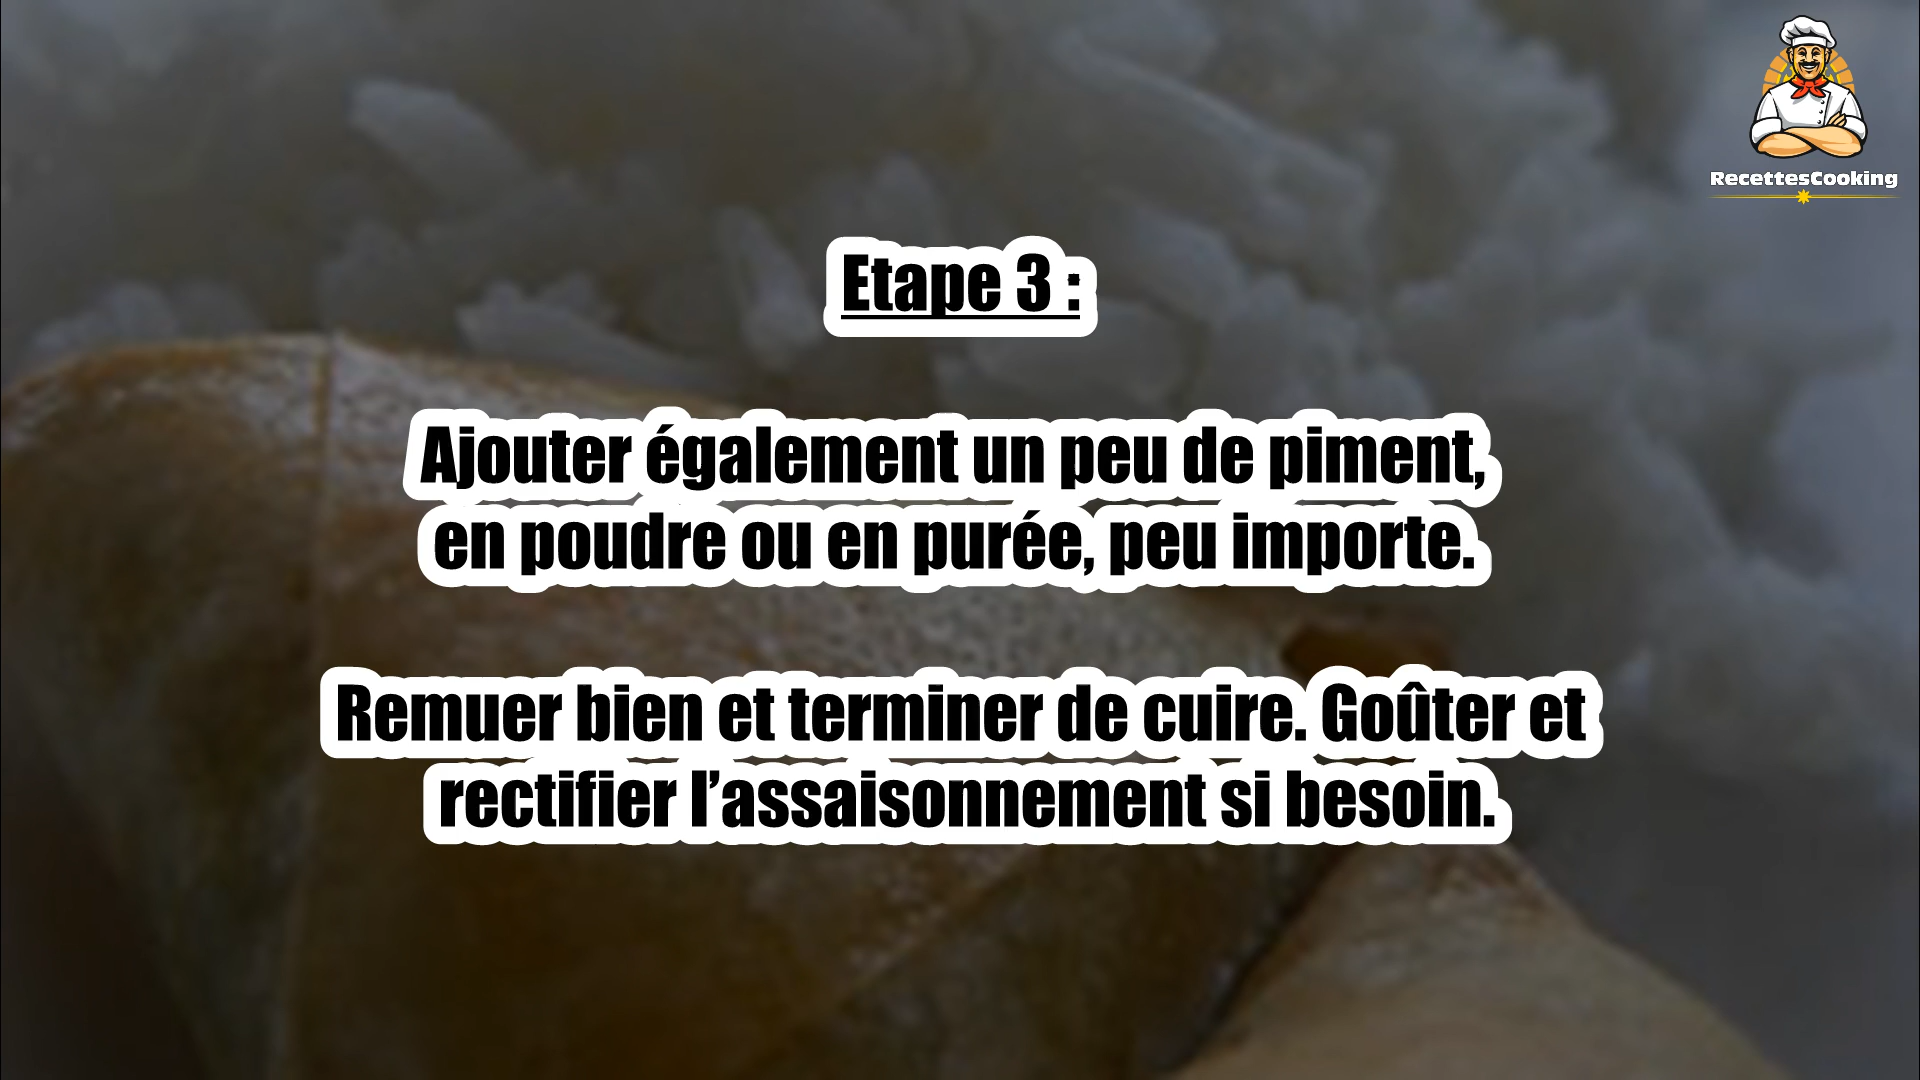 RecettesCooking
Etape 3 :
Ajouter également un peu de piment,
en poudre ou en purée, peu importe.
Remuer bien et terminer de cuire. Goûter et
rectifier l’assaisonnement si besoin.